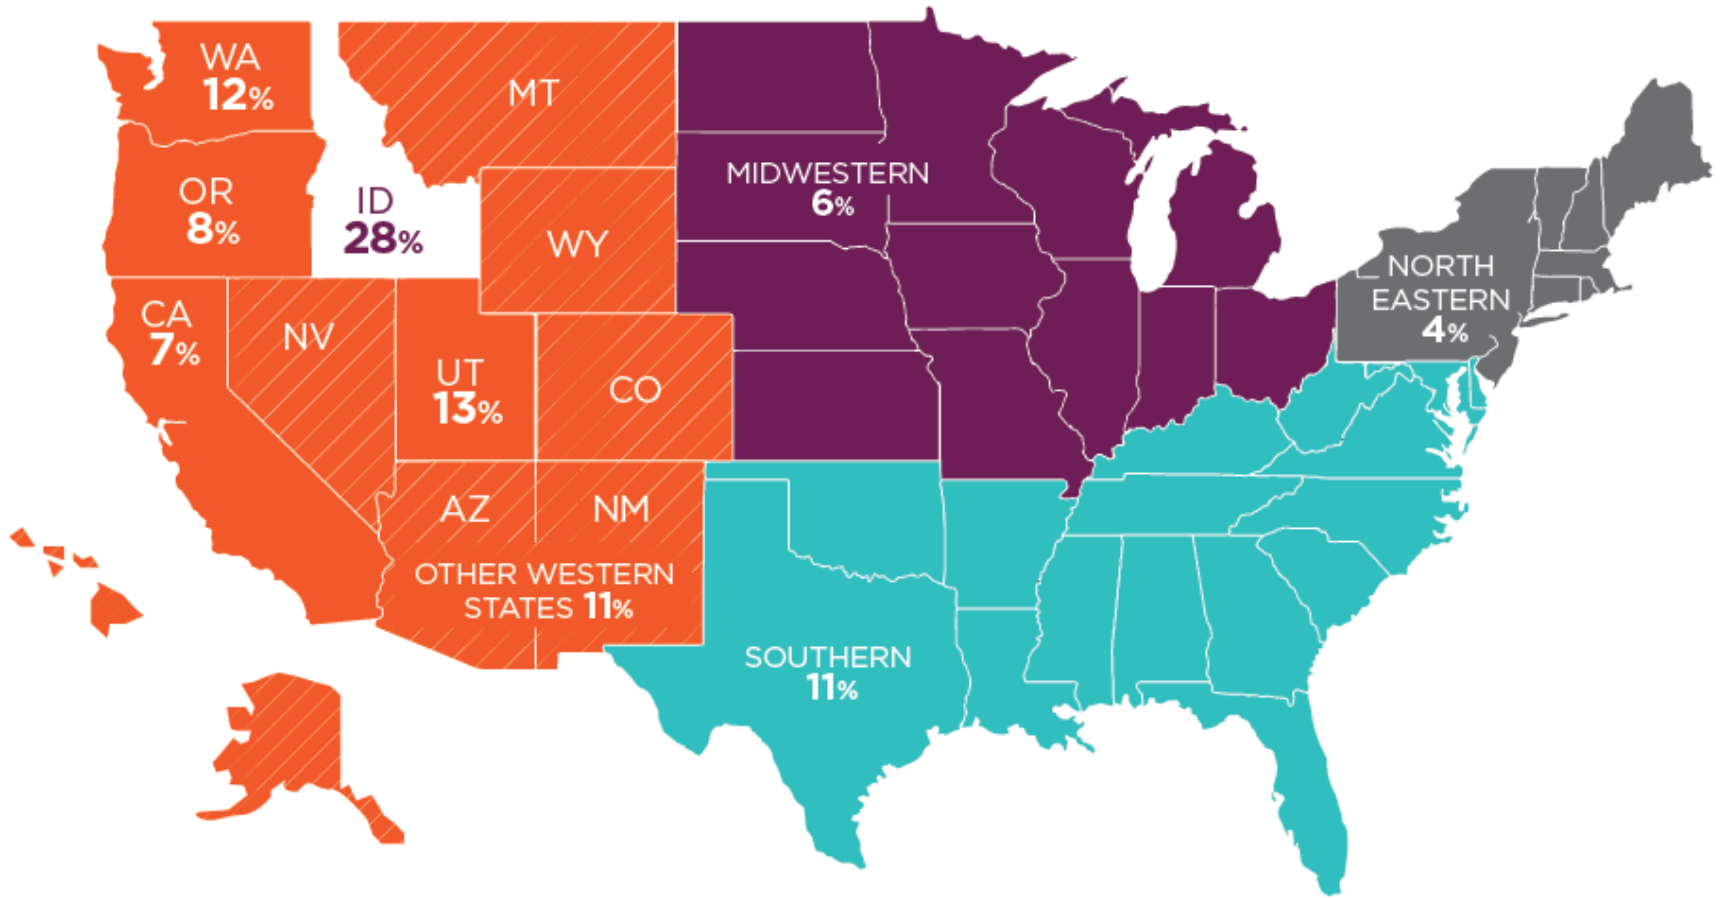 WA
12%
MT
OR
8%
ID
28%
WY
CA
7%
NV
UT
13%
CO
AZ
NM
OTHER WESTERN
STATES 11%
MIDWESTERN
6%
NORTH
EASTERN
4%
SOUTHERN
11%